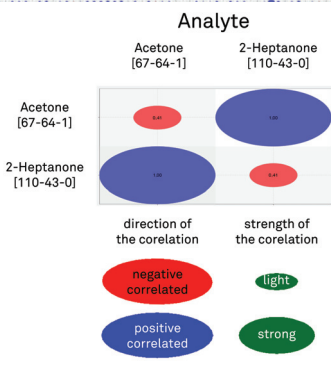 Analyte
Acetone
[67-64-1]
2-Heptanone
[110-43-0]
Acetone
[67-64-1]
0.41
1.00
2-Heptanone
[110-43-0]
1.00
0.41
direction of
the corelation
strength of
the corelation
negative
correlated
light
positive
correlated
strong